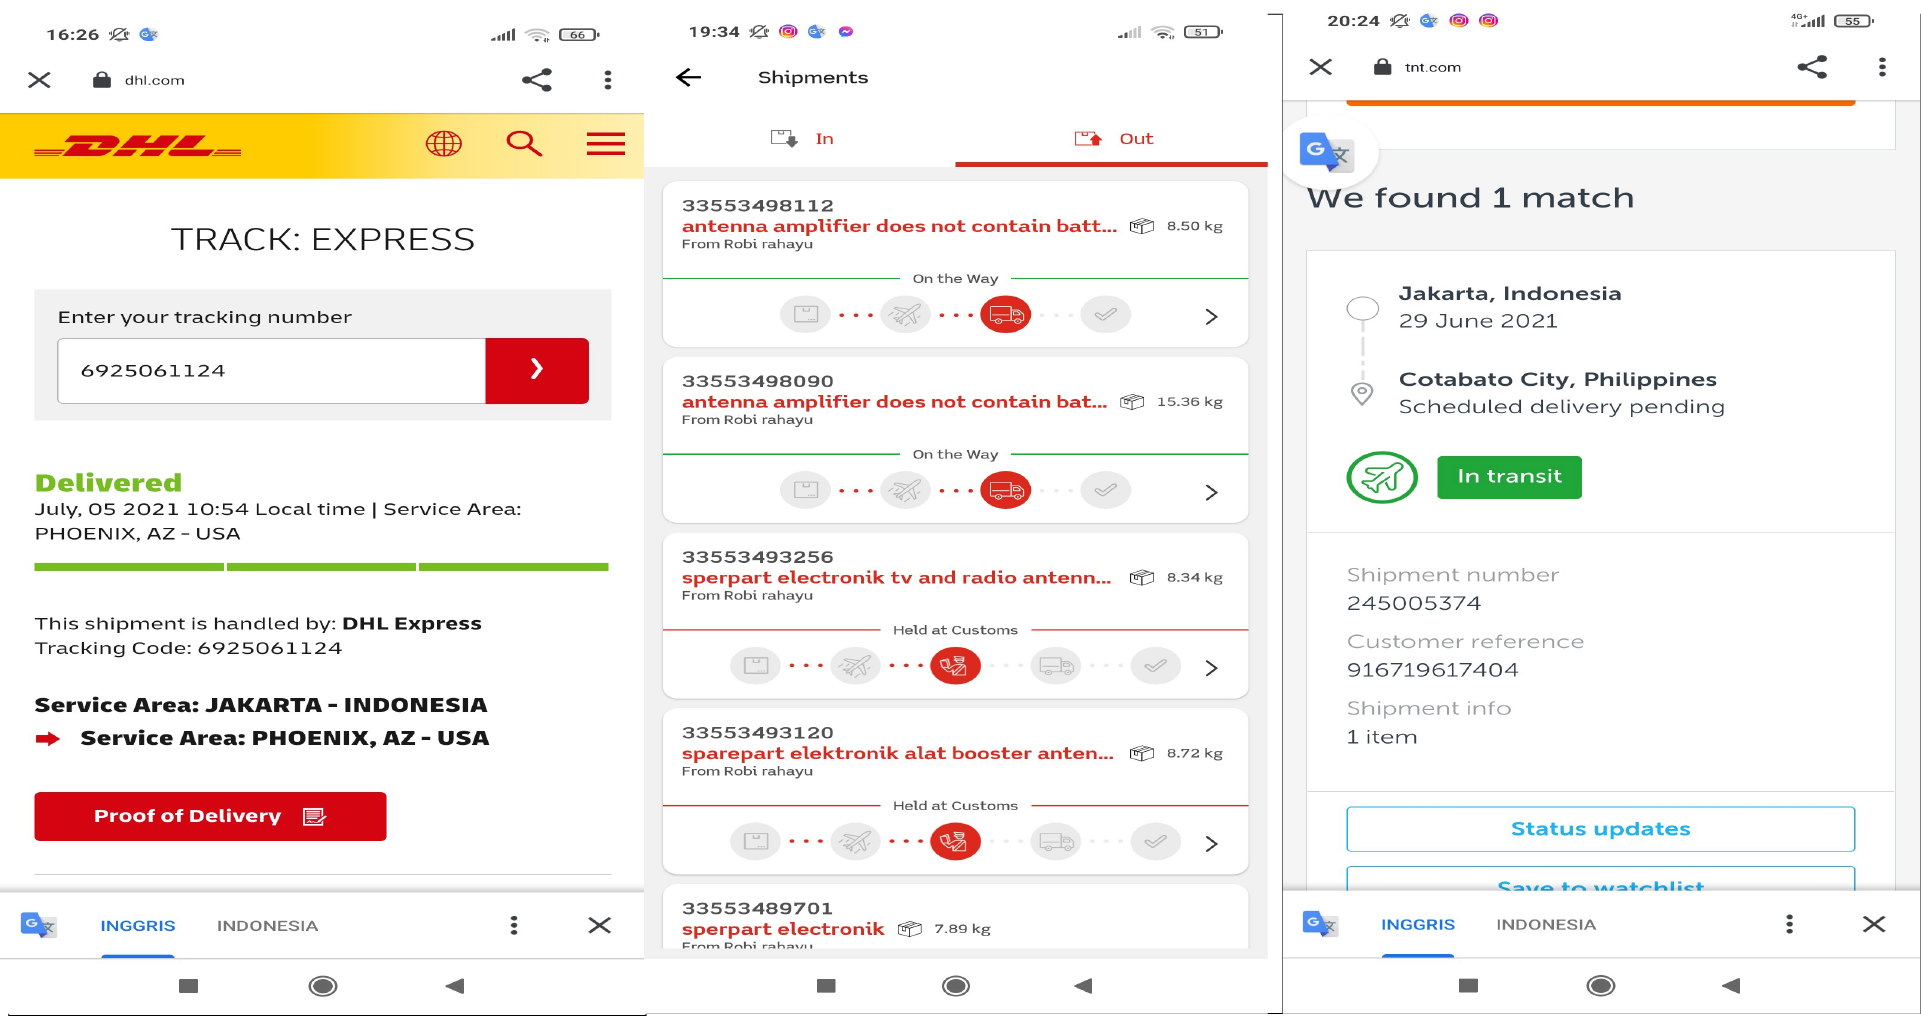 16:26
66
dhl.com
DHL
TRACK: EXPRESS
Enter your tracking number
6925061124
Delivered
July, 05 2021 10:54 Local time | Service Area:
PHOENIX, AZ - USA
This shipment is handled by: DHL Express
Tracking Code: 6925061124
Service Area: JAKARTA - INDONESIA
Service Area: PHOENIX, AZ - USA
Proof of Delivery
INGGRIS INDONESIA
19:34
51
Shipments
In
Out
33553498112
antenna amplifier does not contain batt... 8.50 kg
From Robi rahayu
On the Way
33553498090
antenna amplifier does not contain bat... 15.36 kg
From Robi rahayu
On the Way
33553493256
sperpart electronik tv and radio antenn... 8.34 kg
From Robi rahayu
Held at Customs
33553493120
sparepart elektronik alat booster anten... 8.72 kg
From Robi rahayu
Held at Customs
33553489701
sperpart electronik 7.89 kg
From Robi rahayu
20:24
4G+
55
tnt.com
We found 1 match
Jakarta, Indonesia
29 June 2021
Cotabato City, Philippines
Scheduled delivery pending
In transit
Shipment number
245005374
Customer reference
916719617404
Shipment info
1 item
Status updates
Save to watchlist
INGGRIS INDONESIA